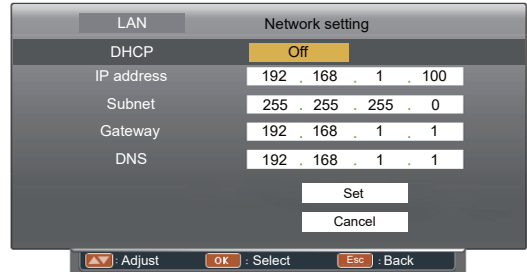 LAN Network setting
DHCP Off
IP address 192 . 168 . 1 . 100
Subnet 255 . 255 . 255 . 0
Gateway 192 . 168 . 1 . 1
DNS 192 . 168 . 1 . 1
Set
Cancel
▲▼ : Adjust OK : Select Esc : Back